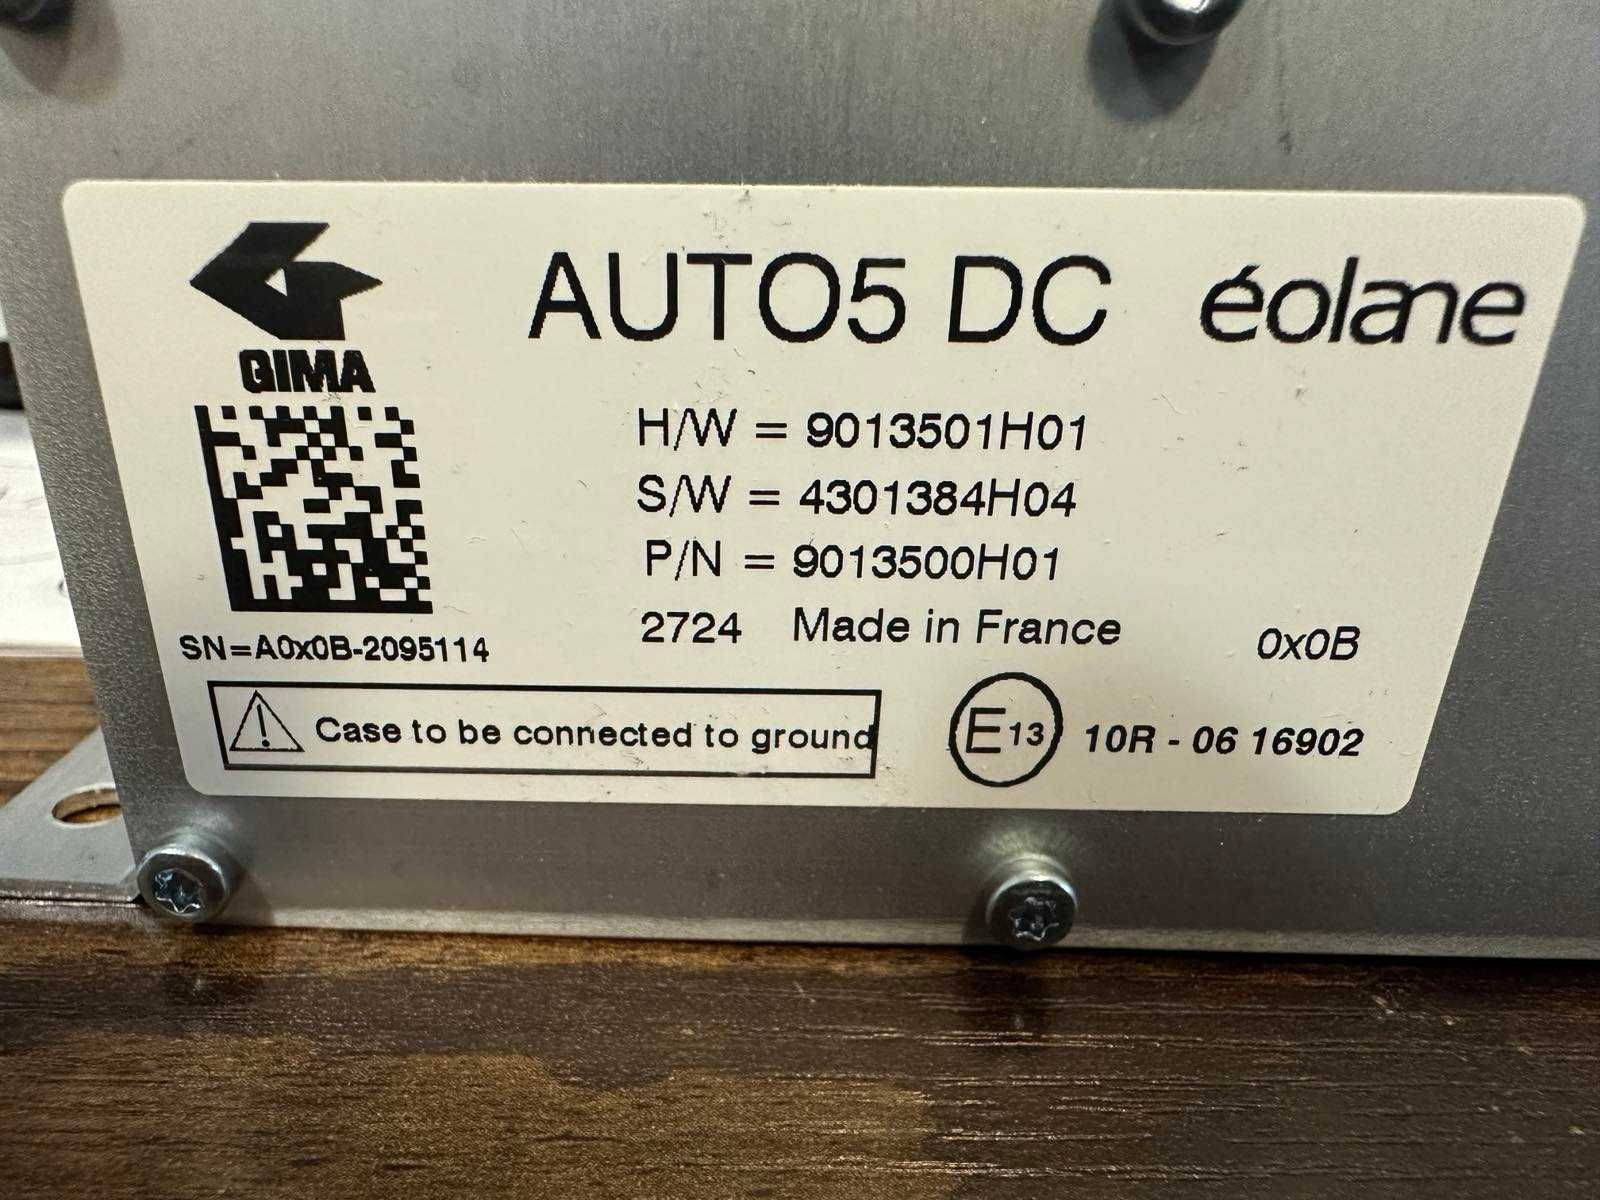 AUTO5 DC éolane
GIMA
H/W = 9013501H01
S/W = 4301384H04
P/N = 9013500H01
2724 Made in France 0x0B
SN=A0x0B-2095114
Case to be connected to ground
E13 10R - 06 16902